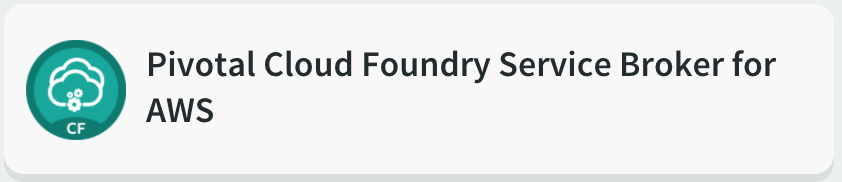 Pivotal Cloud Foundry Service Broker for
AWS
CF